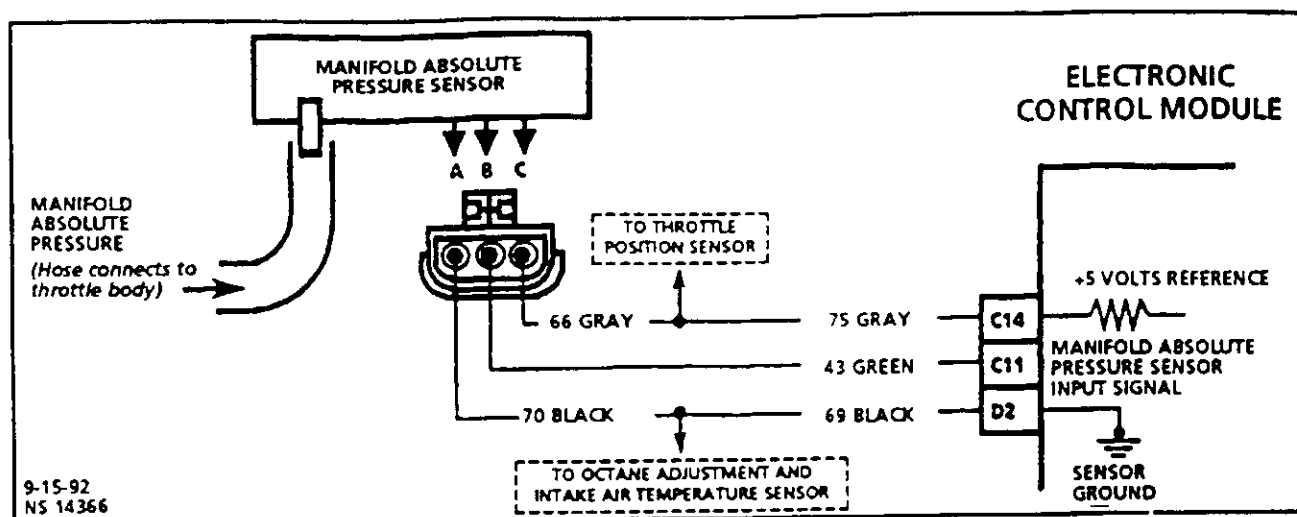 MANIFOLD ABSOLUTE
PRESSURE SENSOR
ELECTRONIC
CONTROL MODULE
A B C
MANIFOLD
ABSOLUTE
PRESSURE
(Hose connects to
throttle body)
TO THROTTLE
POSITION SENSOR
+5 VOLTS REFERENCE
66 GRAY
75 GRAY
C14
MANIFOLD ABSOLUTE
PRESSURE SENSOR
INPUT SIGNAL
43 GREEN
C11
70 BLACK
69 BLACK
D2
TO OCTANE ADJUSTMENT AND
INTAKE AIR TEMPERATURE SENSOR
SENSOR
GROUND
9-15-92
NS 14366